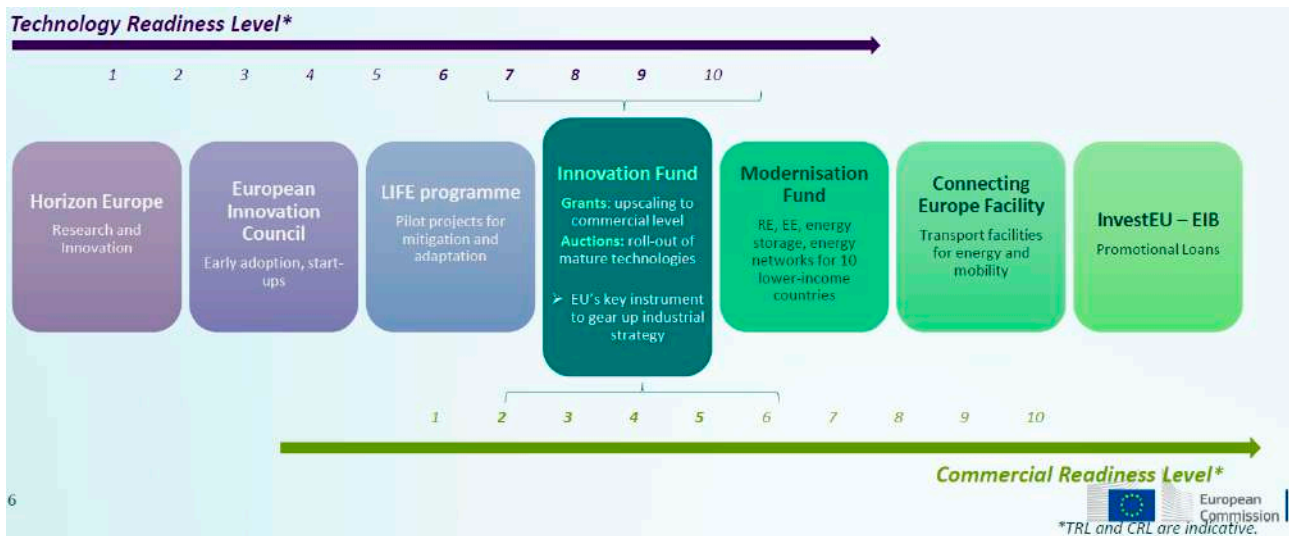 Technology Readiness Level*
1 2 3 4 5 6 7 8 9 10
Horizon Europe
Research and
Innovation
European
Innovation
Council
Early adoption, start-
ups
LIFE programme
Pilot projects for
mitigation and
adaptation
Innovation Fund
Grants: upscaling to
commercial level
Auctions: roll-out of
mature technologies
➢ EU's key instrument
to gear up industrial
strategy
Modernisation
Fund
RE, EE, energy
storage, energy
networks for 10
lower-income
countries
Connecting
Europe Facility
Transport facilities
for energy and
mobility
InvestEU – EIB
Promotional Loans
1 2 3 4 5 6 7 8 9 10
Commercial Readiness Level*
6
European
Commission
*TRL and CRL are indicative.